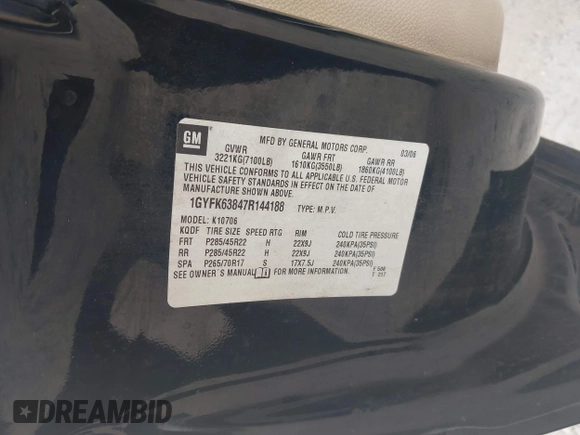 GM
MFD BY GENERAL MOTORS CORP. 03/06
GVWR GAWR FRT GAWR RR
3221KG(7100LB) 1610KG(3550LB) 1860KG(4100LB)
THIS VEHICLE CONFORMS TO ALL APPLICABLE U.S. FEDERAL MOTOR
VEHICLE SAFETY STANDARDS IN EFFECT ON THE DATE OF
MANUFACTURE SHOWN ABOVE.
1GYFK63847R144188 TYPE: M.P.V.
MODEL: K10706
KQDF TIRE SIZE SPEED RTG RIM COLD TIRE PRESSURE
FRT P285/45R22 H 22X9J 240KPA(35PSI)
RR P285/45R22 H 22X9J 240KPA(35PSI)
SPA P265/70R17 S 17X7.5J 240KPA(35PSI)
SEE OWNER'S MANUAL FOR MORE INFORMATION.
DREAMBID